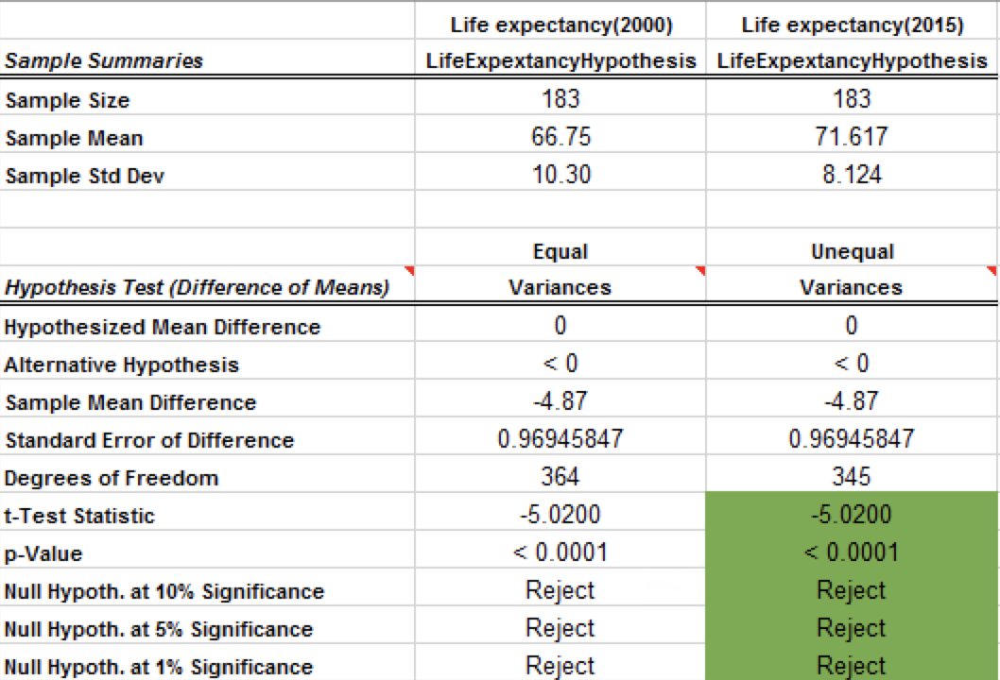 Life expectancy(2000) Life expectancy(2015)
Sample Summaries LifeExpextancyHypothesis LifeExpextancyHypothesis
Sample Size 183 183
Sample Mean 66.75 71.617
Sample Std Dev 10.30 8.124
Equal Unequal
Hypothesis Test (Difference of Means) Variances Variances
Hypothesized Mean Difference 0 0
Alternative Hypothesis < 0 < 0
Sample Mean Difference -4.87 -4.87
Standard Error of Difference 0.96945847 0.96945847
Degrees of Freedom 364 345
t-Test Statistic -5.0200 -5.0200
p-Value < 0.0001 < 0.0001
Null Hypoth. at 10% Significance Reject Reject
Null Hypoth. at 5% Significance Reject Reject
Null Hypoth. at 1% Significance Reject Reject